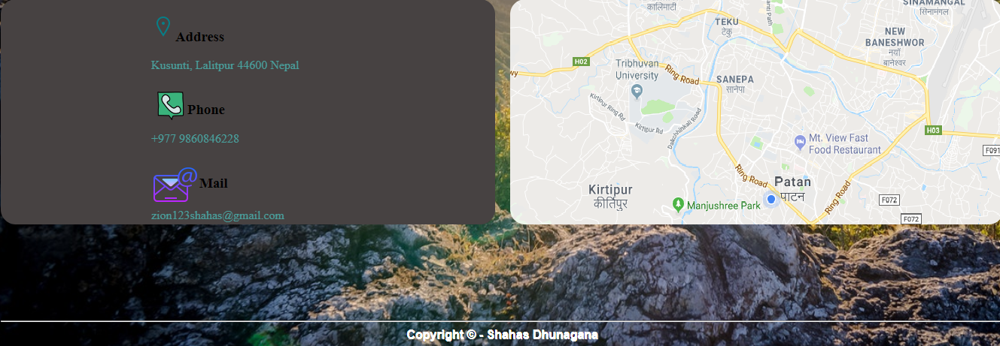 Address
Kusunti, Lalitpur 44600 Nepal
Phone
+977 9860846228
Mail
zion123shahas@gmail.com
कालिमाटी
TEKU
टेकु
SINAMANGAL
सिनामंगल
NEW
BANESHWOR
नयाँ
बानेश्वर
H02
Tribhuvan
University
Ring Road
SANEPA
सानेपा
wy
Kirtipur Ring Rd
Kirtipur Rd
Dakchhinkali Road
H03
Mt. View Fast
Food Restaurant
F091
Ring Road
Patan
पाटन
Ring Road
Kirtipur
कीर्तिपुर
Manjushree Park
F072
F072
Copyright © - Shahas Dhunagana